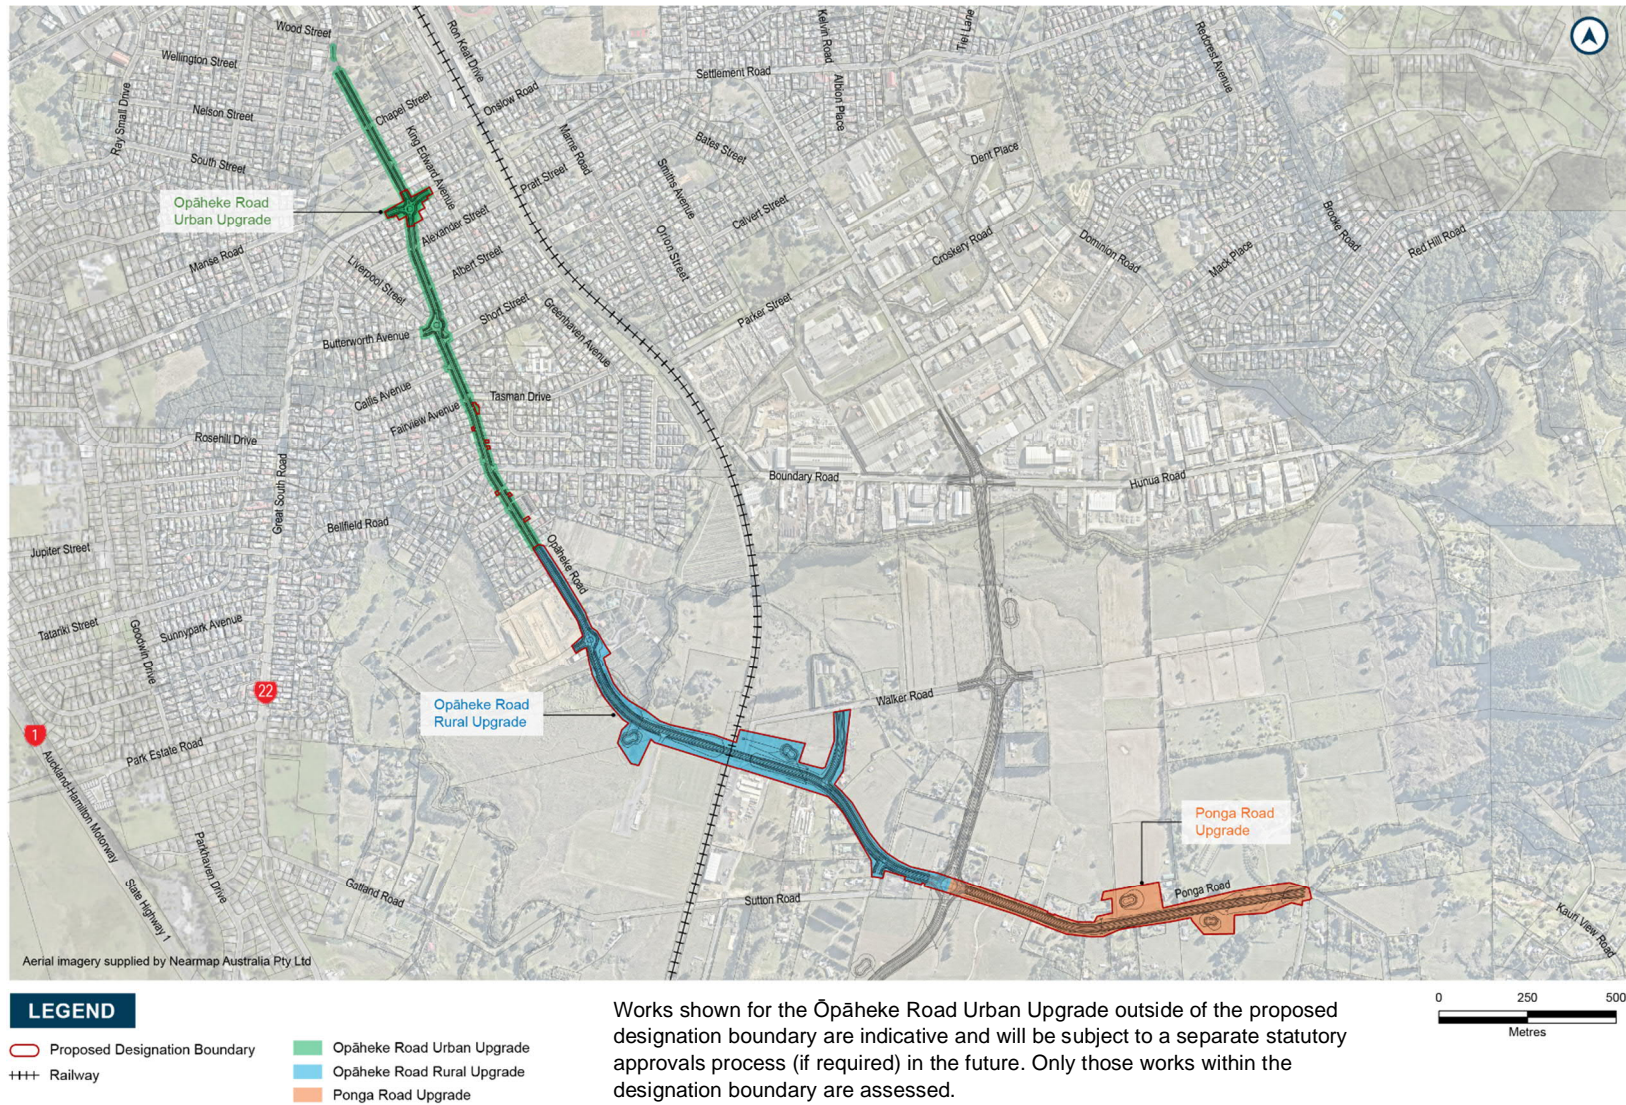 Wood Street
Wellington Street
Ray Small Drive
Nelson Street
South Street
Chapel Street
King Edward Avenue
Ron Keat Drive
Onslow Road
Settlement Road
Kelvin Road
Albion Place
Tiel Lane
Redcrest Avenue
Marne Road
Pratt Street
Bates Street
Smiths Avenue
Dent Place
Opāheke Road
Urban Upgrade
Alexander Street
Manse Road
Albert Street
Liverpool Street
Orion Street
Calvert Street
Croskery Road
Dominion Road
Mack Place
Brooke Road
Red Hill Road
Short Street
Greenhaven Avenue
Parker Street
Butterworth Avenue
Callis Avenue
Tasman Drive
Fairview Avenue
Rosehill Drive
Great South Road
Boundary Road
Hunua Road
Bellfield Road
Jupiter Street
Opāheke Road
Tatariki Street
Goodwin Drive
Sunnypark Avenue
22
1
Opāheke Road
Rural Upgrade
Walker Road
Park Estate Road
Auckland-Hamilton Motorway
State Highway 1
Parkhaven Drive
Gatland Road
Sutton Road
Ponga Road
Upgrade
Ponga Road
Kauri View Road
Aerial imagery supplied by Nearmap Australia Pty Ltd
LEGEND
Proposed Designation Boundary
Railway
Opāheke Road Urban Upgrade
Opāheke Road Rural Upgrade
Ponga Road Upgrade
Works shown for the Ōpāheke Road Urban Upgrade outside of the proposed
designation boundary are indicative and will be subject to a separate statutory
approvals process (if required) in the future. Only those works within the
designation boundary are assessed.
0 250 500
Metres